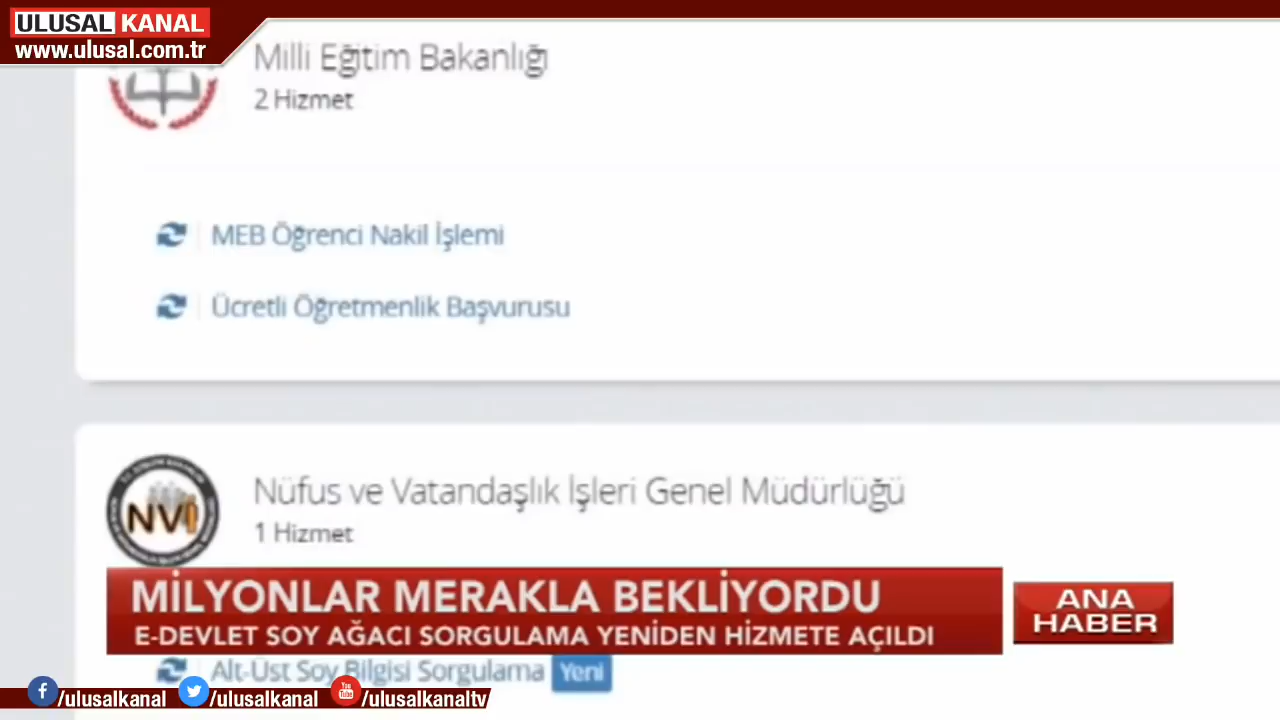 ULUSAL KANAL
www.ulusal.com.tr
Milli Eğitim Bakanlığı
2 Hizmet
MEB Öğrenci Nakil İşlemi
Ücretli Öğretmenlik Başvurusu
NVİ
Nüfus ve Vatandaşlık İşleri Genel Müdürlüğü
1 Hizmet
MİLYONLAR MERAKLA BEKLİYORDU
E-DEVLET SOY AĞACI SORGULAMA YENİDEN HİZMETE AÇILDI
ANA
HABER
Alt-Üst Soy Bilgisi Sorgulama Yeni
/ulusalkanal /ulusalkanal You Tube /ulusalkanaltv